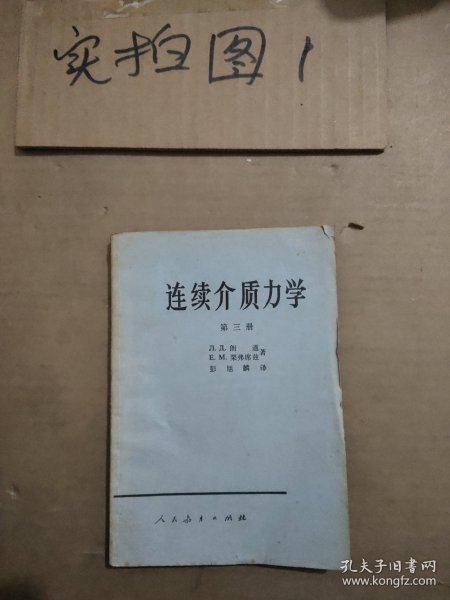 实拍图1
连续介质力学
第三册
Л. Д. 朗道
Е. М. 栗弗席兹 著
彭旭麟 译
人民教育出版社
孔夫子旧书网
www.kongfz.com